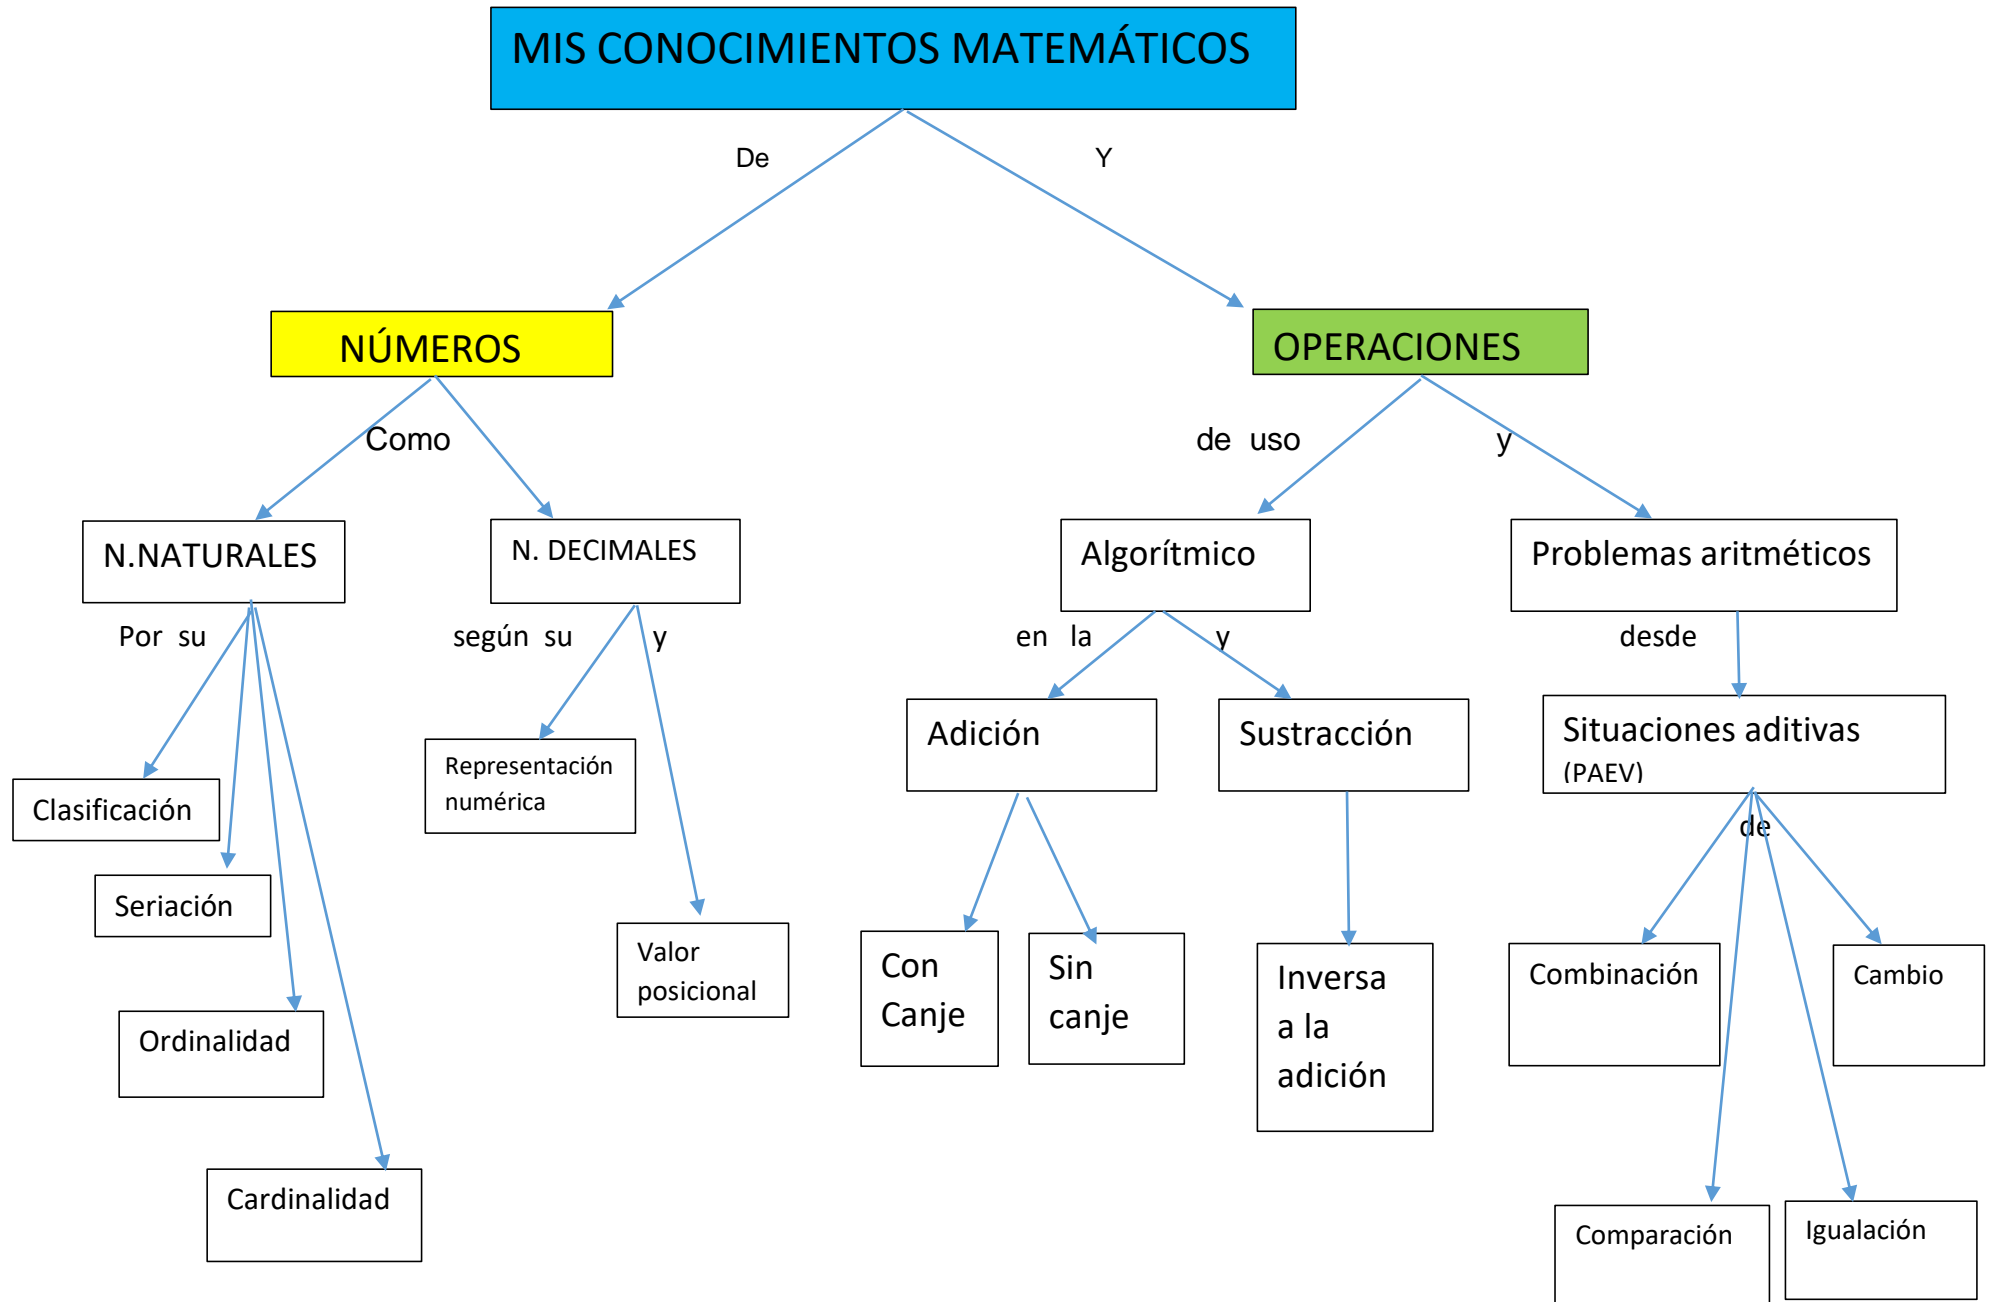 MIS CONOCIMIENTOS MATEMÁTICOS
De
Y
NÚMEROS
OPERACIONES
Como
de uso
y
N.NATURALES
N. DECIMALES
Algorítmico
Problemas aritméticos
Por su
según su
y
en la
y
desde
Adición
Sustracción
Situaciones aditivas
(PAEV)
Representación
numérica
Clasificación
de
Seriación
Valor
posicional
Con
Canje
Sin
canje
Inversa
a la
adición
Combinación
Cambio
Ordinalidad
Cardinalidad
Comparación
Igualación